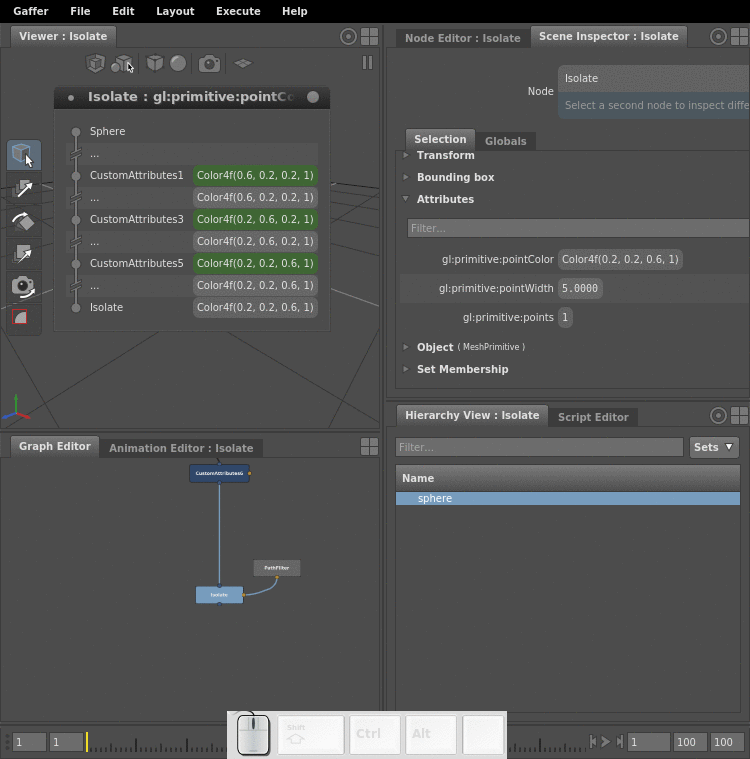 Gaffer File Edit Layout Execute Help
Viewer : Isolate
Isolate : gl:primitive:pointC
Sphere
...
CustomAttributes1 Color4f(0.6, 0.2, 0.2, 1)
... Color4f(0.6, 0.2, 0.2, 1)
CustomAttributes3 Color4f(0.2, 0.6, 0.2, 1)
... Color4f(0.2, 0.6, 0.2, 1)
CustomAttributes5 Color4f(0.2, 0.2, 0.6, 1)
... Color4f(0.2, 0.2, 0.6, 1)
Isolate Color4f(0.2, 0.2, 0.6, 1)
Node Editor : Isolate Scene Inspector : Isolate
Node Isolate
Select a second node to inspect diffe
Selection Globals
Transform
Bounding box
Attributes
Filter...
gl:primitive:pointColor Color4f(0.2, 0.2, 0.6, 1)
gl:primitive:pointWidth 5.0000
gl:primitive:points 1
Object ( MeshPrimitive )
Set Membership
Graph Editor Animation Editor : Isolate
PathFilter
Isolate
Hierarchy View : Isolate Script Editor
Filter... Sets
Name
sphere
Shift Ctrl Alt
1 1 1 100 100